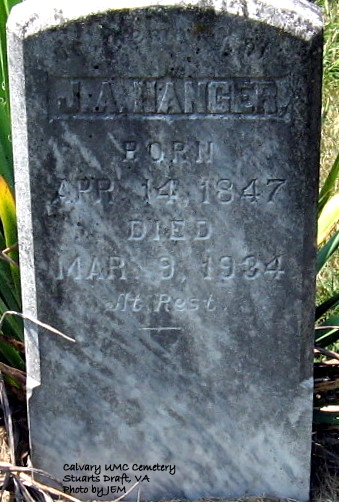 J. A. HANGER.
BORN
APR. 14, 1847
DIED
MAR. 9, 1934
At Rest.
Calvary UMC Cemetery
Stuarts Draft, VA
Photo by JEM